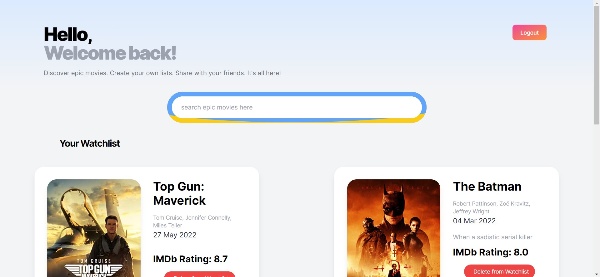 Hello,
Welcome back!
Logout
Discover epic movies. Create your own lists. Share with your friends. It's all here.
search epic movies here
Your Watchlist
Top Gun:
Maverick
Tom Cruise, Jennifer Connelly,
Miles Teller
27 May 2022
IMDb Rating: 8.7
TOM CRUISE
TOP GUN
MAVERICK
The Batman
Robert Pattinson, Zoë Kravitz,
Jeffrey Wright
04 Mar 2022
When a sadistic serial killer
IMDb Rating: 8.0
Delete from Watchlist